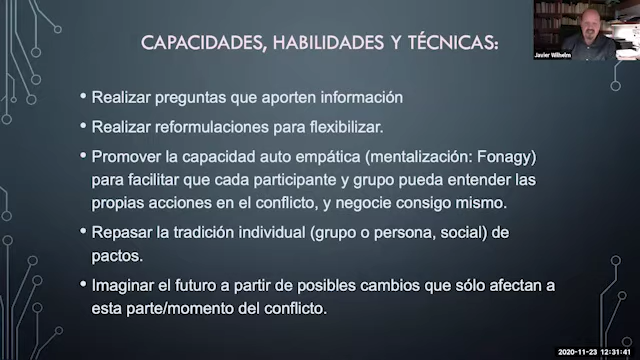 CAPACIDADES, HABILIDADES Y TÉCNICAS:
Javier Wilhelm
• Realizar preguntas que aporten información
• Realizar reformulaciones para flexibilizar.
• Promover la capacidad auto empática (mentalización: Fonagy)
para facilitar que cada participante y grupo pueda entender las
propias acciones en el conflicto, y negocie consigo mismo.
• Repasar la tradición individual (grupo o persona, social) de
pactos.
• Imaginar el futuro a partir de posibles cambios que sólo afectan a
esta parte/momento del conflicto.
2020-11-23 12:31:41